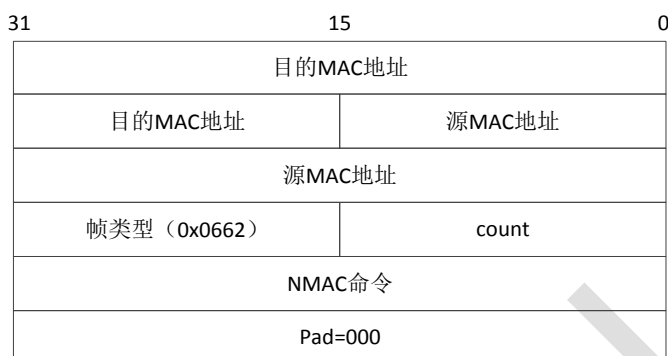 31 15 0
目的MAC地址
目的MAC地址 源MAC地址
源MAC地址
帧类型（0x0662） count
NMAC命令
Pad=000